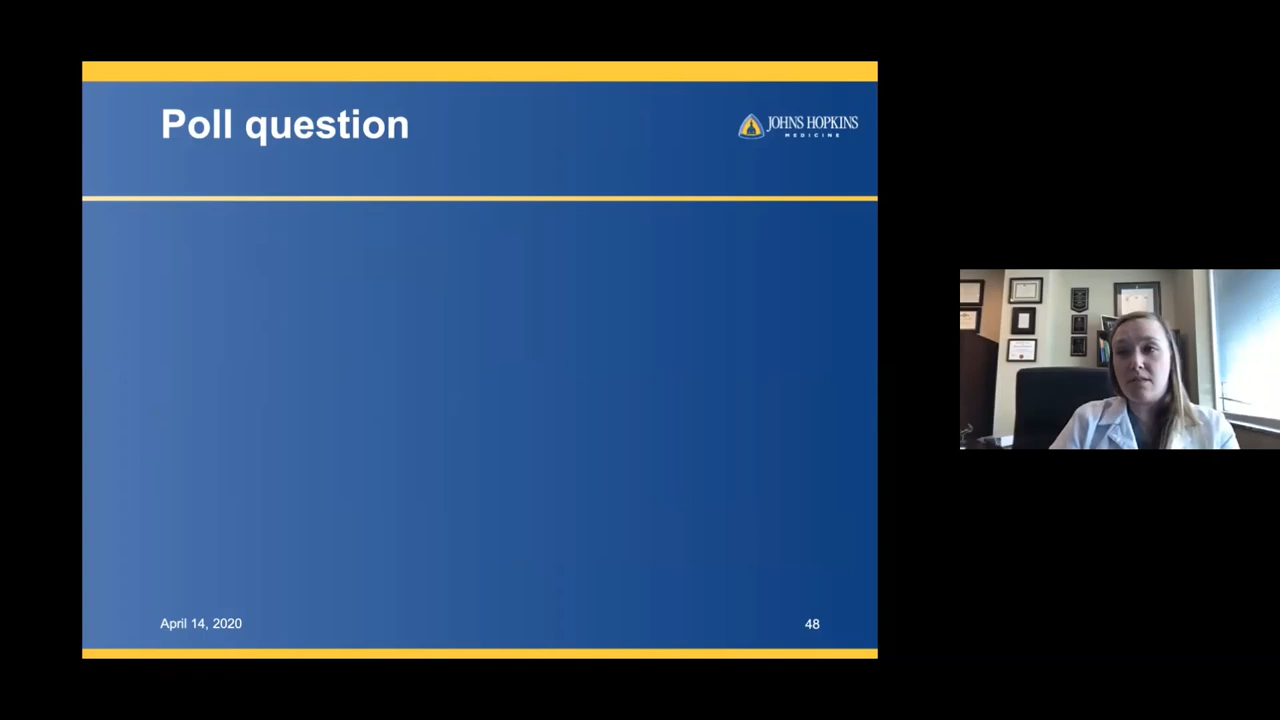 Poll question
JOHNS HOPKINS
MEDICINE
April 14, 2020
48